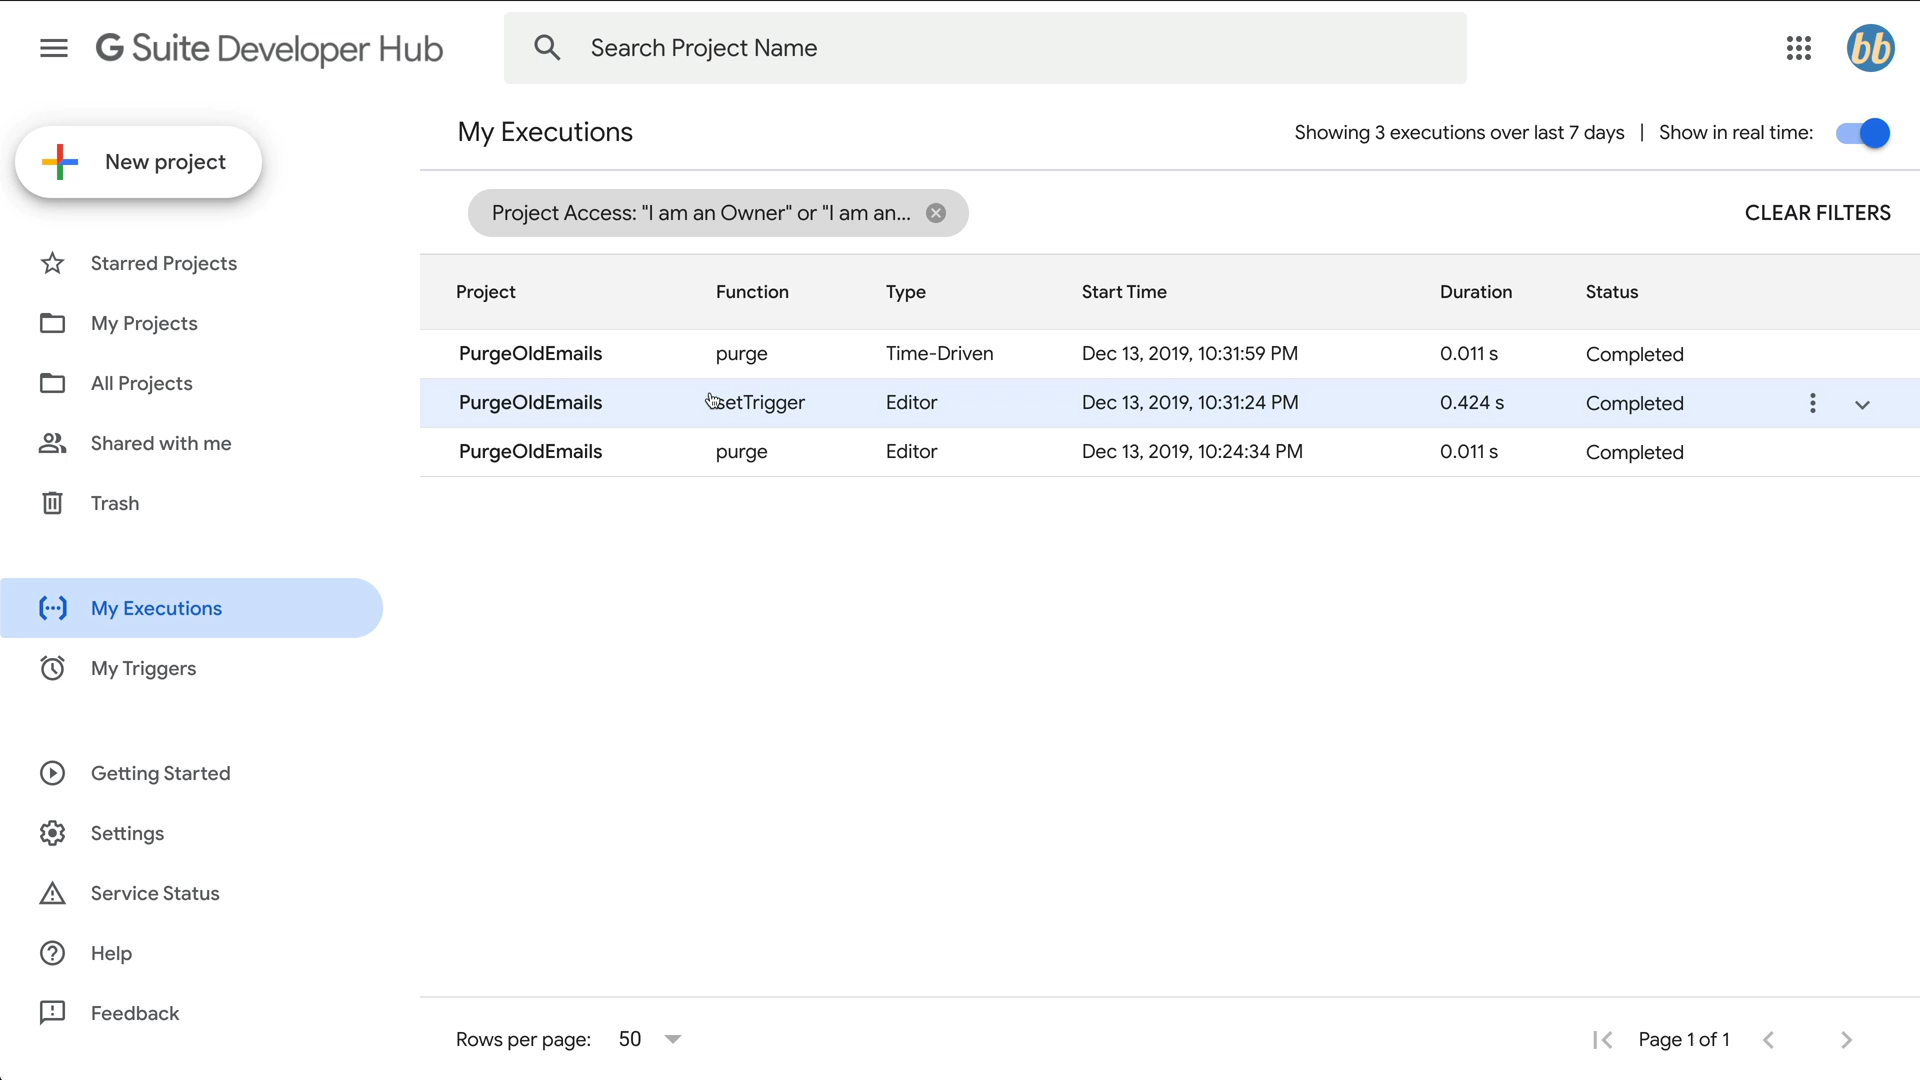 G Suite Developer Hub
Search Project Name
bb
New project
Starred Projects
My Projects
All Projects
Shared with me
Trash
My Executions
My Triggers
Getting Started
Settings
Service Status
Help
Feedback
My Executions
Showing 3 executions over last 7 days | Show in real time:
Project Access: "I am an Owner" or "I am an...
CLEAR FILTERS
Project Function Type Start Time Duration Status
PurgeOldEmails purge Time-Driven Dec 13, 2019, 10:31:59 PM 0.011 s Completed
PurgeOldEmails setTrigger Editor Dec 13, 2019, 10:31:24 PM 0.424 s Completed
PurgeOldEmails purge Editor Dec 13, 2019, 10:24:34 PM 0.011 s Completed
Rows per page: 50
Page 1 of 1